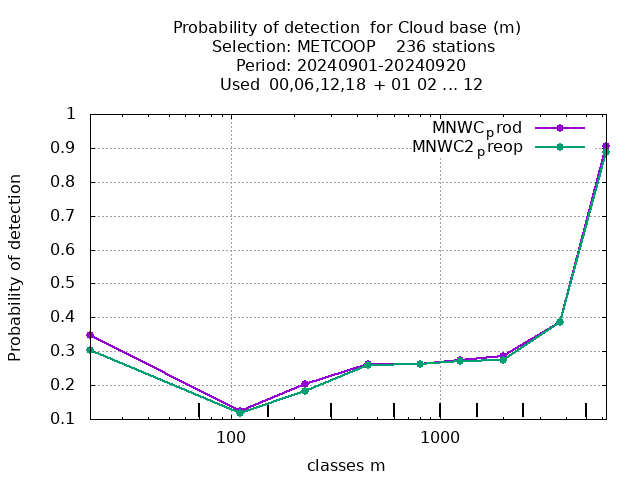 Probability of detection  for Cloud base (m)
Selection: METCOOP    236 stations
Period: 20240901-20240920
Used  00,06,12,18  + 01 02 ... 12
MNWC_prod
MNWC2_preop
1
0.9
0.8
0.7
0.6
0.5
0.4
0.3
0.2
0.1
Probability of detection
100
1000
classes m